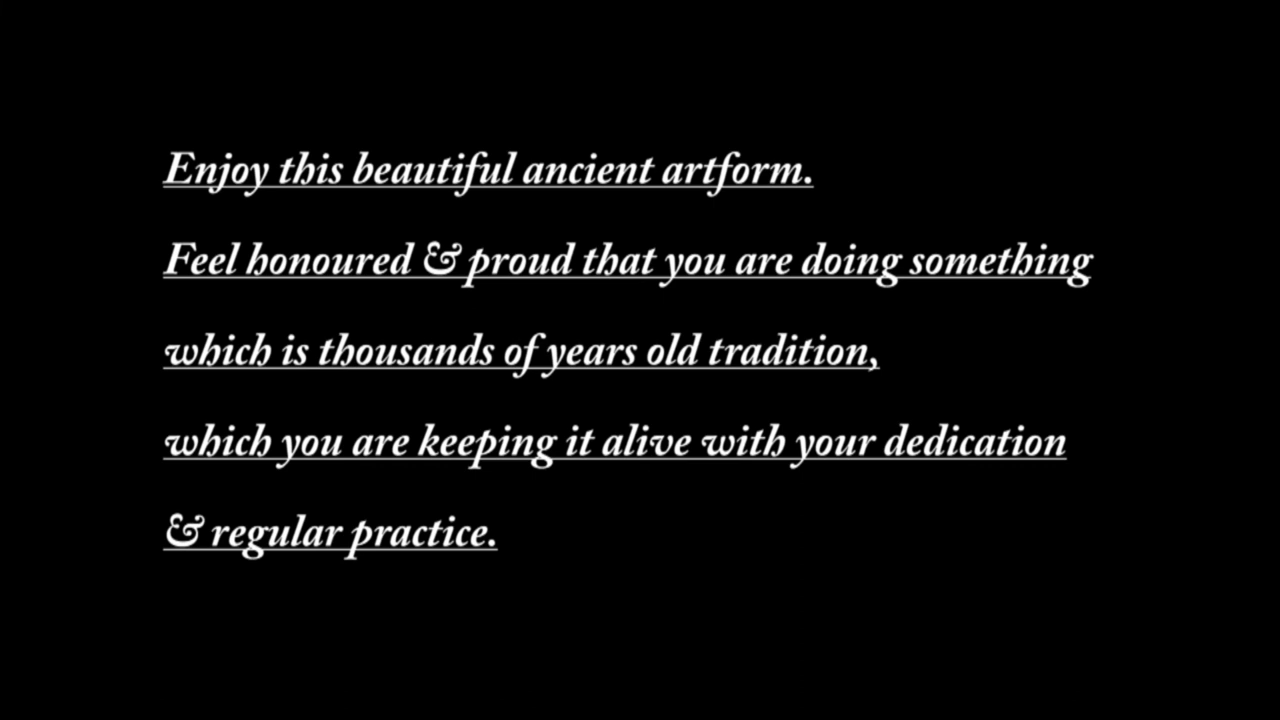 Enjoy this beautiful ancient artform.
Feel honoured & proud that you are doing something
which is thousands of years old tradition,
which you are keeping it alive with your dedication
& regular practice.